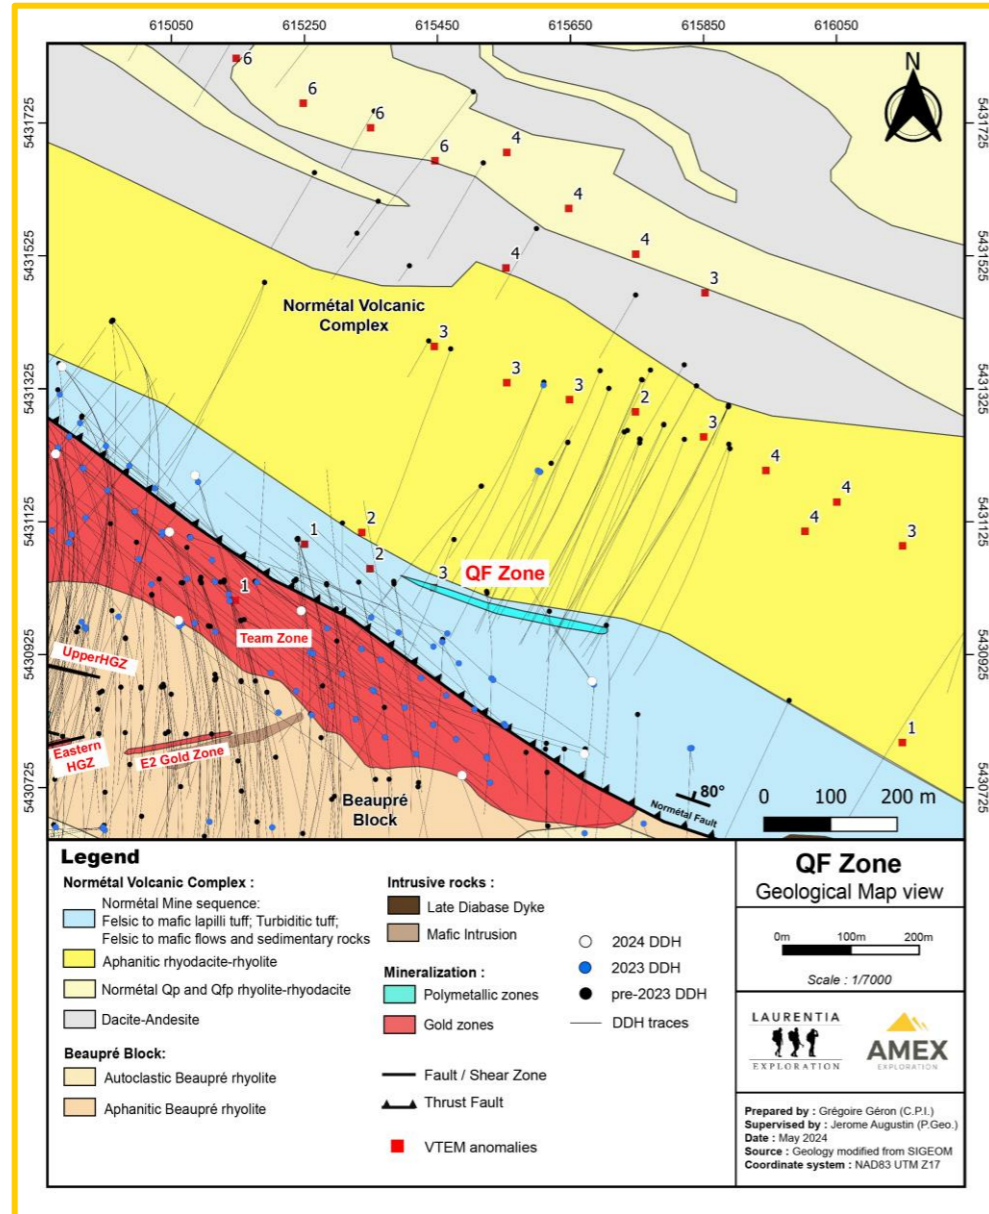 615050
615250
615450
615650
615850
616050
5431725
5431525
5431325
5431125
5430925
5430725
5431725
5431525
5431325
5431125
5430925
5430725
N
6
6
6
6
4
4
4
4
3
Normétal Volcanic
Complex
3
3
3
2
3
4
4
4
3
1
2
2
3
QF Zone
1
Team Zone
UpperHGZ
Eastern
HGZ
E2 Gold Zone
Beaupré
Block
1
80°
Normétal Fault
0 100 200 m
Legend
Normétal Volcanic Complex :
Normétal Mine sequence:
Felsic to mafic lapilli tuff; Turbiditic tuff;
Felsic to mafic flows and sedimentary rocks
Aphanitic rhyodacite-rhyolite
Normétal Qp and Qfp rhyolite-rhyodacite
Dacite-Andesite
Beaupré Block:
Autoclastic Beaupré rhyolite
Aphanitic Beaupré rhyolite
Intrusive rocks :
Late Diabase Dyke
Mafic Intrusion
Mineralization :
Polymetallic zones
Gold zones
Fault / Shear Zone
Thrust Fault
VTEM anomalies
2024 DDH
2023 DDH
pre-2023 DDH
DDH traces
QF Zone
Geological Map view
0m 100m 200m
Scale : 1/7000
LAURENTIA
EXPLORATION
AMEX
EXPLORATION
Prepared by : Grégoire Géron (C.P.I.)
Supervised by : Jerome Augustin (P.Geo.)
Date : May 2024
Source : Geology modified from SIGEOM
Coordinate system : NAD83 UTM Z17